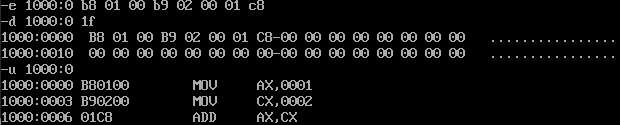 -e 1000:0 b8 01 00 b9 02 00 01 c8
-d 1000:0 1f
1000:0000  B8 01 00 B9 02 00 01 C8-00 00 00 00 00 00 00 00   ................
1000:0010  00 00 00 00 00 00 00 00-00 00 00 00 00 00 00 00   ................
-u 1000:0
1000:0000 B80100        MOV     AX,0001
1000:0003 B90200        MOV     CX,0002
1000:0006 01C8          ADD     AX,CX